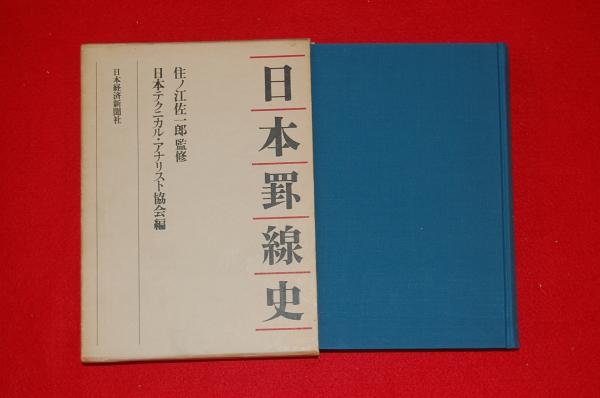 日本罫線史
住ノ江佐一郎 監修
日本テクニカル・アナリスト協会編
日本経済新聞社